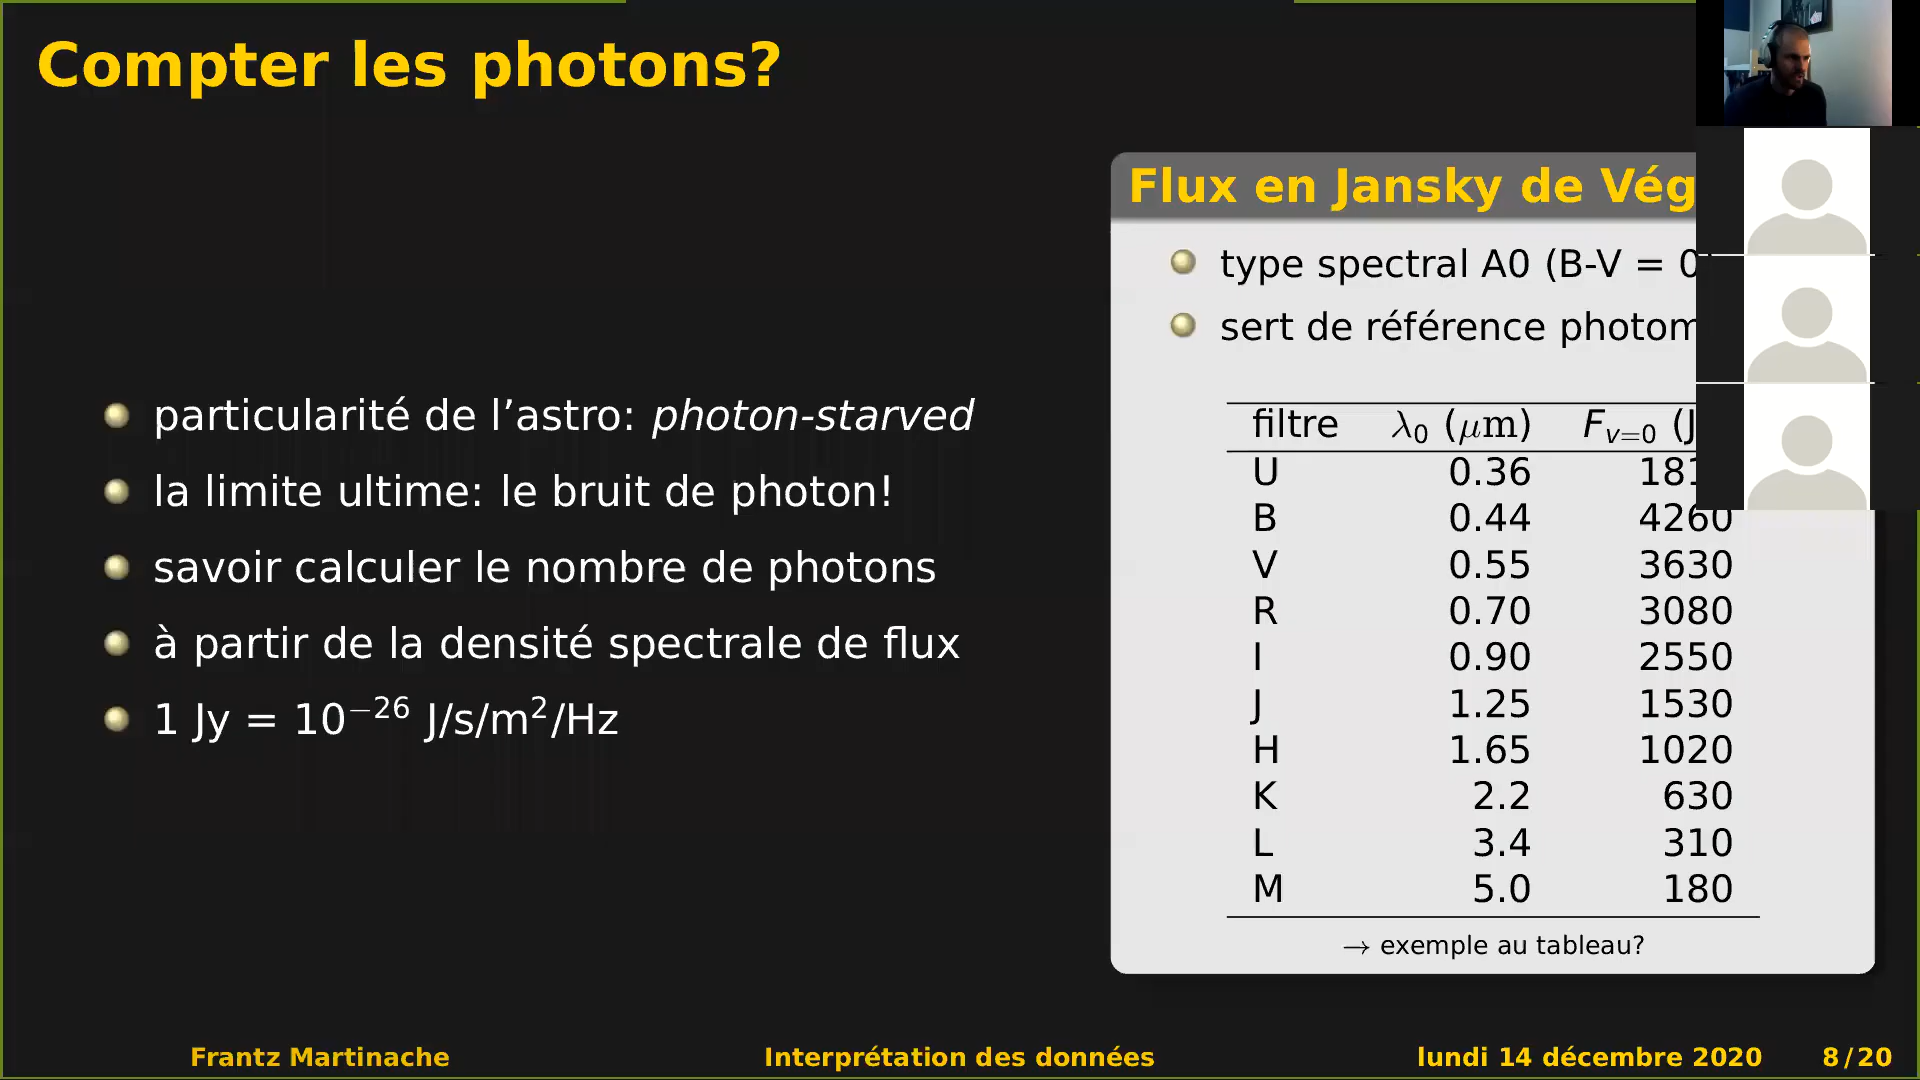 Compter les photons?
particularité de l’astro: photon-starved
la limite ultime: le bruit de photon!
savoir calculer le nombre de photons
à partir de la densité spectrale de flux
1 Jy = 10⁻²⁶ J/s/m²/Hz
Flux en Jansky de
type spectral A0 (B-V = 0
sert de référence
filtre λ₀ (μm) Fᵥ₌₀
U 0.36
B 0.44 4260
V 0.55 3630
R 0.70 3080
I 0.90 2550
J 1.25 1530
H 1.65 1020
K 2.2 630
L 3.4 310
M 5.0 180
→ exemple au tableau?
Frantz Martinache Interprétation des données lundi 14 décembre 2020 8/20